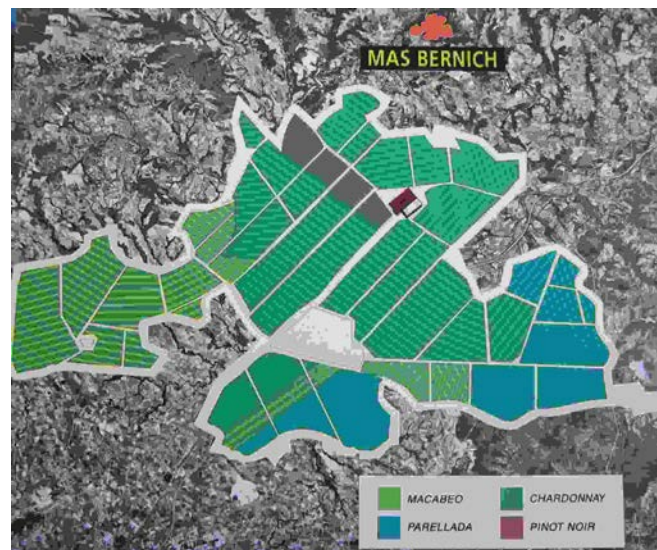 MAS BERNICH
MACABEO
CHARDONNAY
PARELLADA
PINOT NOIR